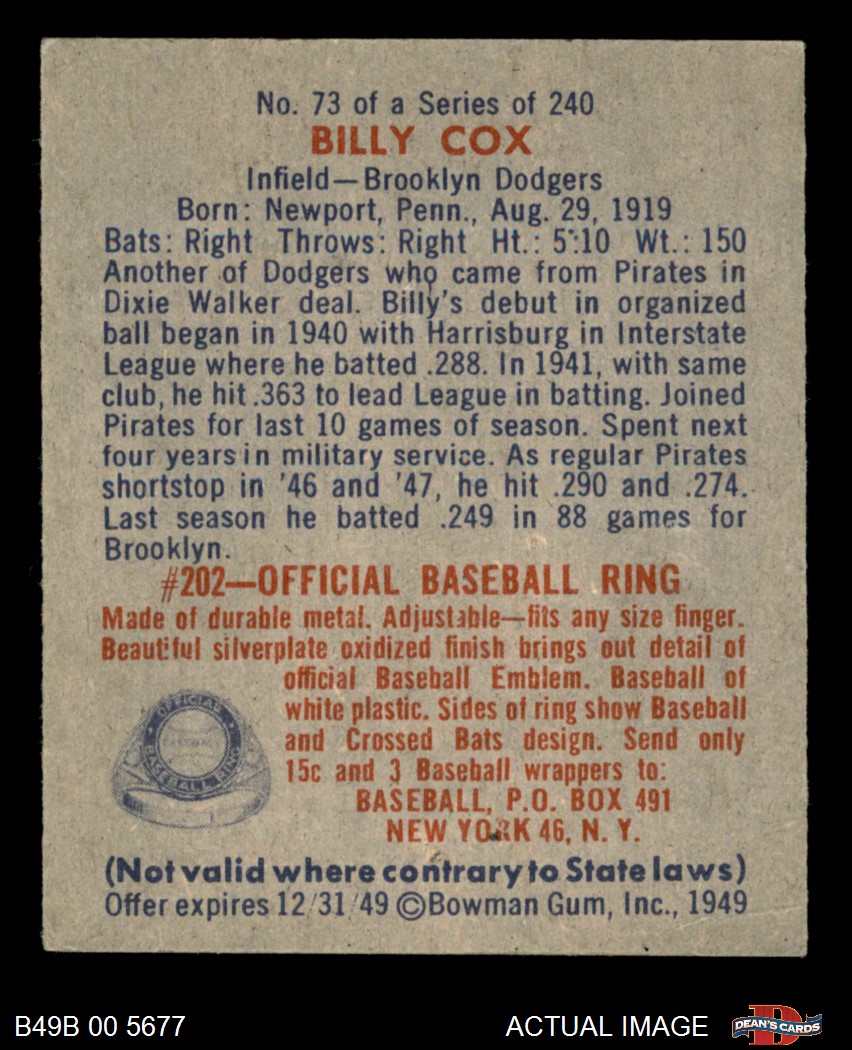 No. 73 of a Series of 240
BILLY COX
Infield—Brooklyn Dodgers
Born: Newport, Penn., Aug. 29, 1919
Bats: Right Throws: Right Ht.: 5':10 Wt.: 150
Another of Dodgers who came from Pirates in
Dixie Walker deal. Billy's debut in organized
ball began in 1940 with Harrisburg in Interstate
League where he batted .288. In 1941, with same
club, he hit .363 to lead League in batting. Joined
Pirates for last 10 games of season. Spent next
four years in military service. As regular Pirates
shortstop in '46 and '47, he hit .290 and .274.
Last season he batted .249 in 88 games for
Brooklyn.
#202—OFFICIAL BASEBALL RING
Made of durable metal. Adjustable—fits any size finger.
Beautiful silverplate oxidized finish brings out detail of
official Baseball Emblem. Baseball of
white plastic. Sides of ring show Baseball
and Crossed Bats design. Send only
15c and 3 Baseball wrappers to:
BASEBALL, P.O. BOX 491
NEW YORK 46, N. Y.
OFFICIAL
BASEBALL RING
(Not valid where contrary to State laws)
Offer expires 12/31/49 ©Bowman Gum, Inc., 1949
B49B 00 5677
ACTUAL IMAGE
D
DEAN'S CARDS